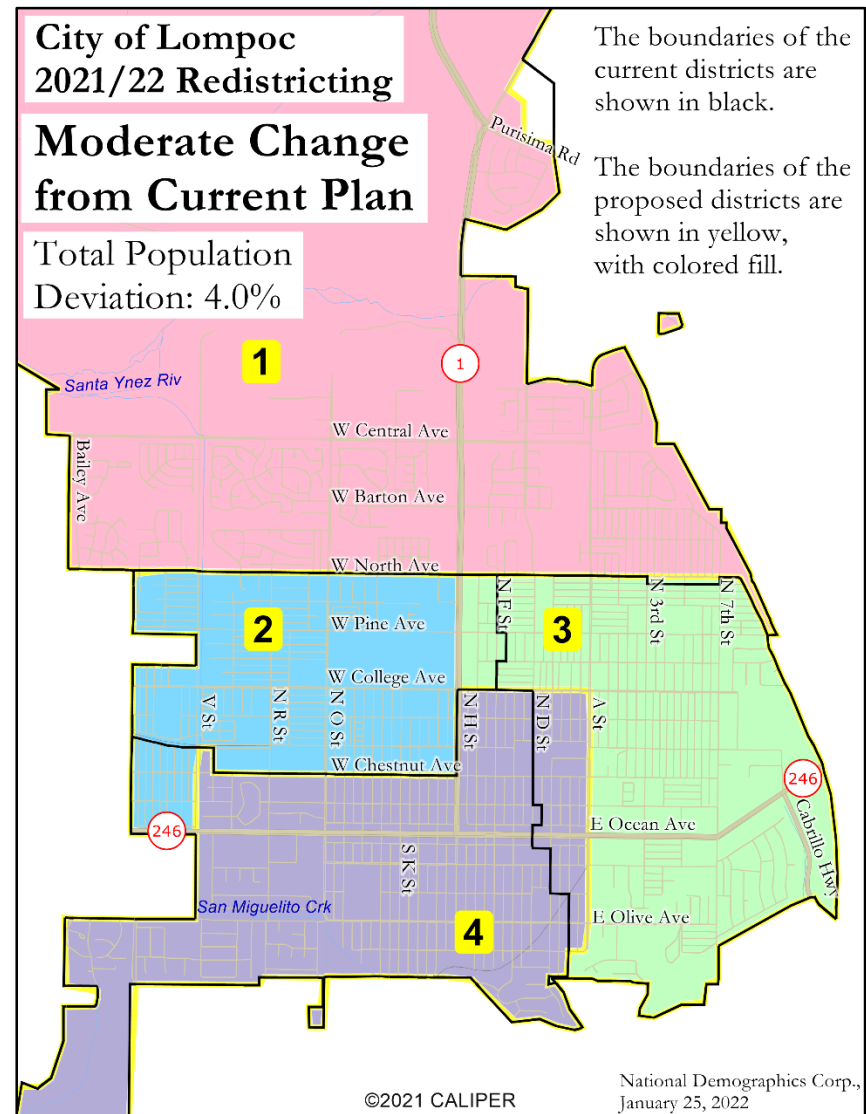 City of Lompoc
2021/22 Redistricting
Moderate Change
from Current Plan
Total Population
Deviation: 4.0%
The boundaries of the
current districts are
shown in black.
The boundaries of the
proposed districts are
shown in yellow,
with colored fill.
Purisima Rd
1
1
Santa Ynez Riv
W Central Ave
Bailey Ave
W Barton Ave
W North Ave
N F St
N 3rd St
N 7th St
2
W Pine Ave
3
W College Ave
V St
N R St
N O St
N H St
N D St
A St
W Chestnut Ave
246
246
E Ocean Ave
Cabrillo Hwy
S K St
San Miguelito Crk
4
E Olive Ave
©2021 CALIPER
National Demographics Corp.,
January 25, 2022